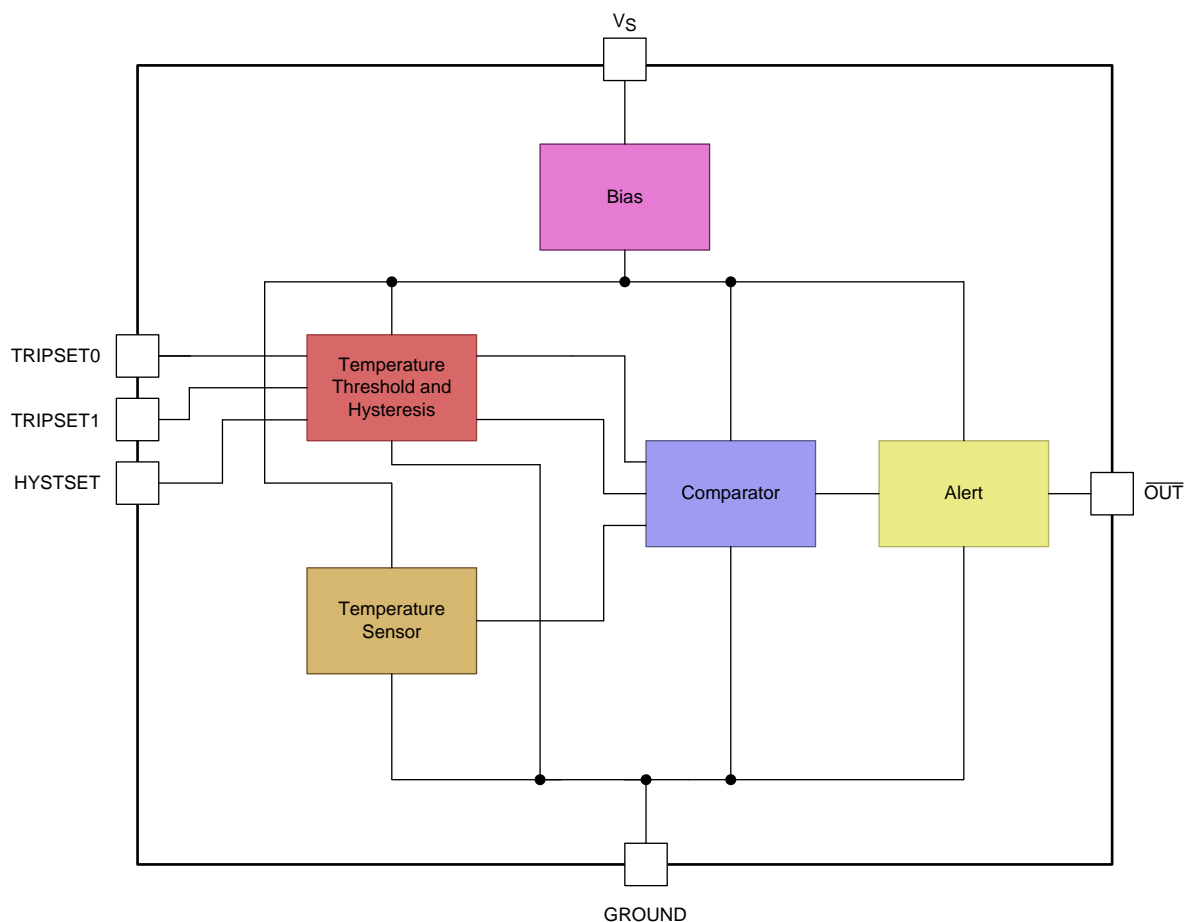 VS
Bias
TRIPSET0
Temperature
Threshold and
Hysteresis
TRIPSET1
HYSTSET
Comparator
Alert
OUT
Temperature
Sensor
GROUND